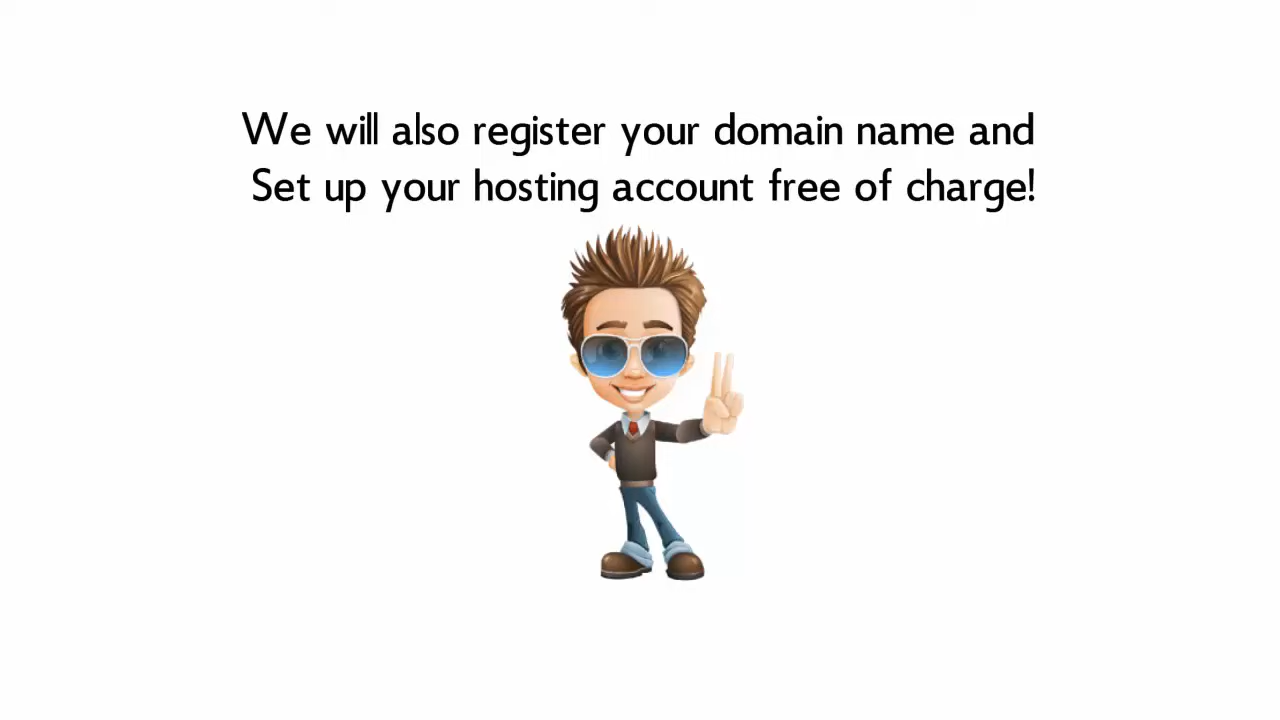 We will also register your domain name and
Set up your hosting account free of charge!